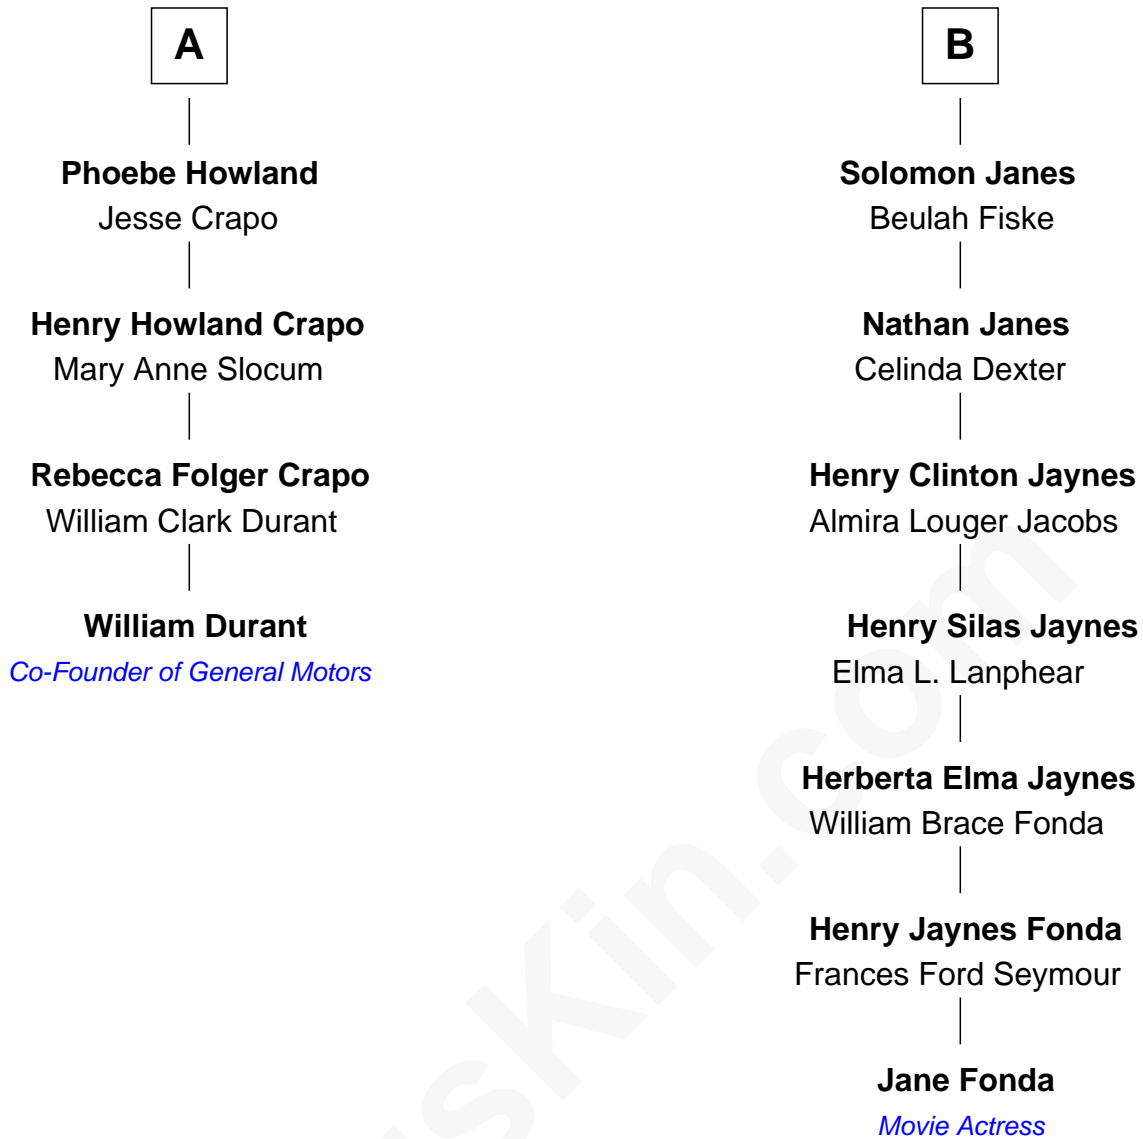 A
Phoebe Howland
Jesse Crapo
Henry Howland Crapo
Mary Anne Slocum
Rebecca Folger Crapo
William Clark Durant
William Durant
Co-Founder of General Motors
B
Solomon Janes
Beulah Fiske
Nathan Janes
Celinda Dexter
Henry Clinton Jaynes
Almira Louger Jacobs
Henry Silas Jaynes
Elma L. Lanphear
Herberta Elma Jaynes
William Brace Fonda
Henry Jaynes Fonda
Frances Ford Seymour
Jane Fonda
Movie Actress
usKin.com